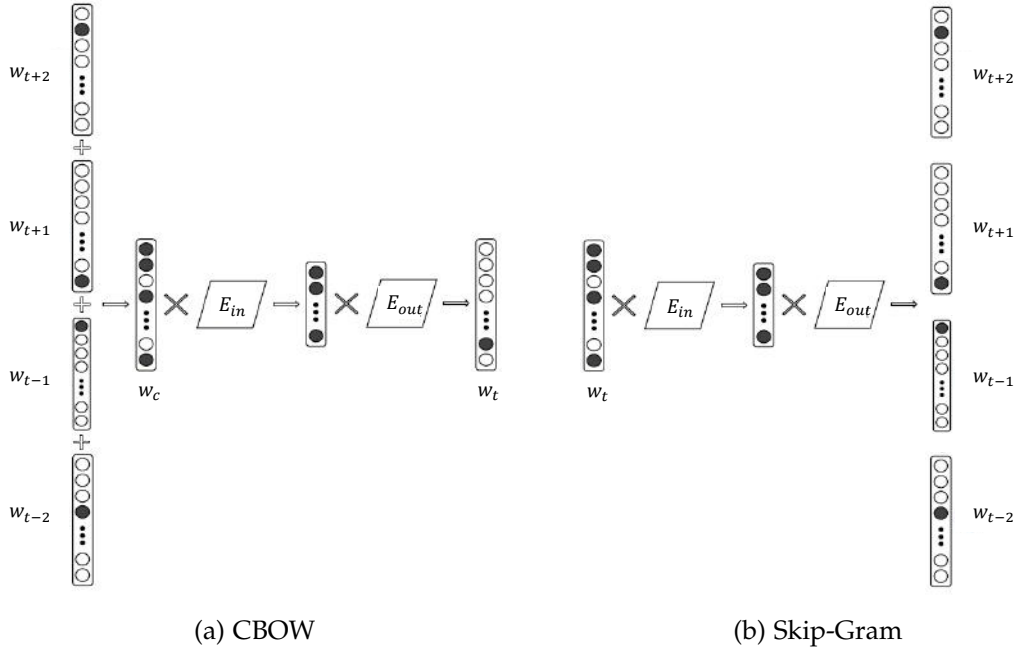 w_{t+2}
w_{t+1}
w_{t-1}
w_{t-2}
w_c
E_{in}
E_{out}
w_t
(a) CBOW
w_t
E_{in}
E_{out}
w_{t+2}
w_{t+1}
w_{t-1}
w_{t-2}
(b) Skip-Gram